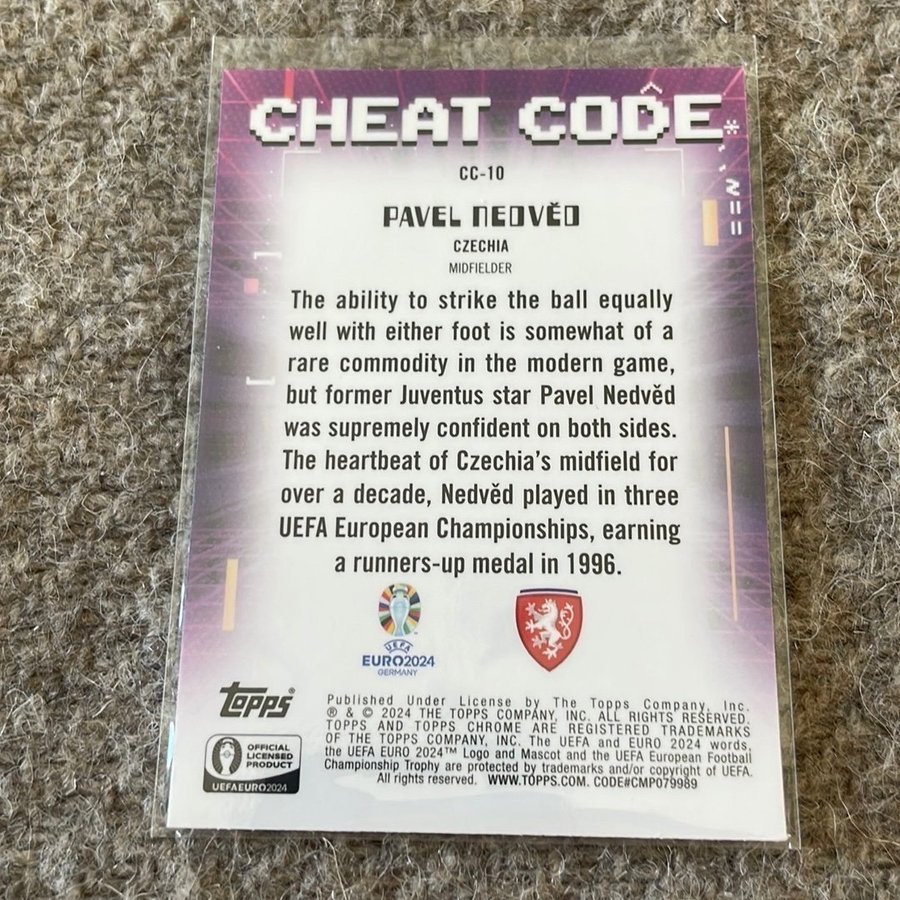 CHEAT CODE
CC-10
PAVEL NEDVĚD
CZECHIA
MIDFIELDER
The ability to strike the ball equally
well with either foot is somewhat of a
rare commodity in the modern game,
but former Juventus star Pavel Nedvěd
was supremely confident on both sides.
The heartbeat of Czechia's midfield for
over a decade, Nedvěd played in three
UEFA European Championships, earning
a runners-up medal in 1996.
UEFA
EURO2024
GERMANY
Topps®
OFFICIAL
LICENSED
PRODUCT
UEFA EURO2024
Published Under License by The Topps Company, Inc.
® & © 2024 THE TOPPS COMPANY, INC. ALL RIGHTS RESERVED.
TOPPS AND TOPPS CHROME ARE REGISTERED TRADEMARKS
OF THE TOPPS COMPANY, INC. The UEFA and EURO 2024 words,
the UEFA EURO 2024™ Logo and Mascot and the UEFA European Football
Championship Trophy are protected by trademarks and/or copyright of UEFA.
All rights reserved. WWW.TOPPS.COM. CODE#CMP079989